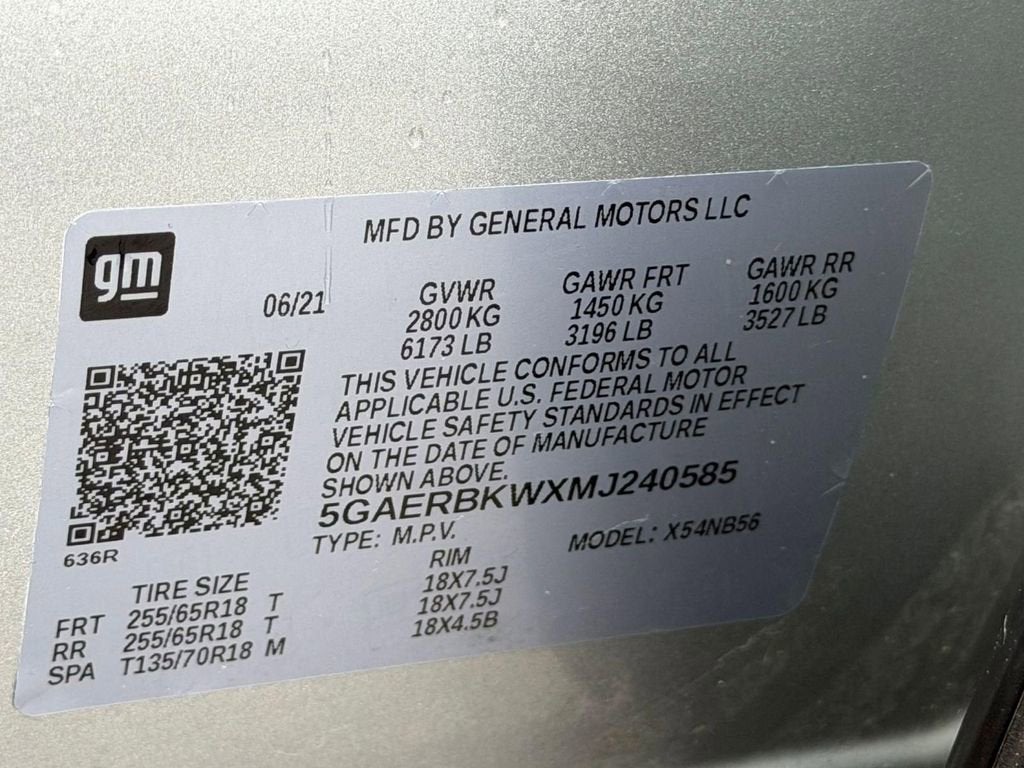 gm
MFD BY GENERAL MOTORS LLC
06/21
GVWR GAWR FRT GAWR RR
2800 KG 1450 KG 1600 KG
6173 LB 3196 LB 3527 LB
THIS VEHICLE CONFORMS TO ALL
APPLICABLE U.S. FEDERAL MOTOR
VEHICLE SAFETY STANDARDS IN EFFECT
ON THE DATE OF MANUFACTURE
SHOWN ABOVE.
5GAERBKWXMJ240585
TYPE: M.P.V. MODEL: X54NB56
636R
TIRE SIZE RIM
FRT 255/65R18 T 18X7.5J
RR 255/65R18 T 18X7.5J
SPA T135/70R18 M 18X4.5B